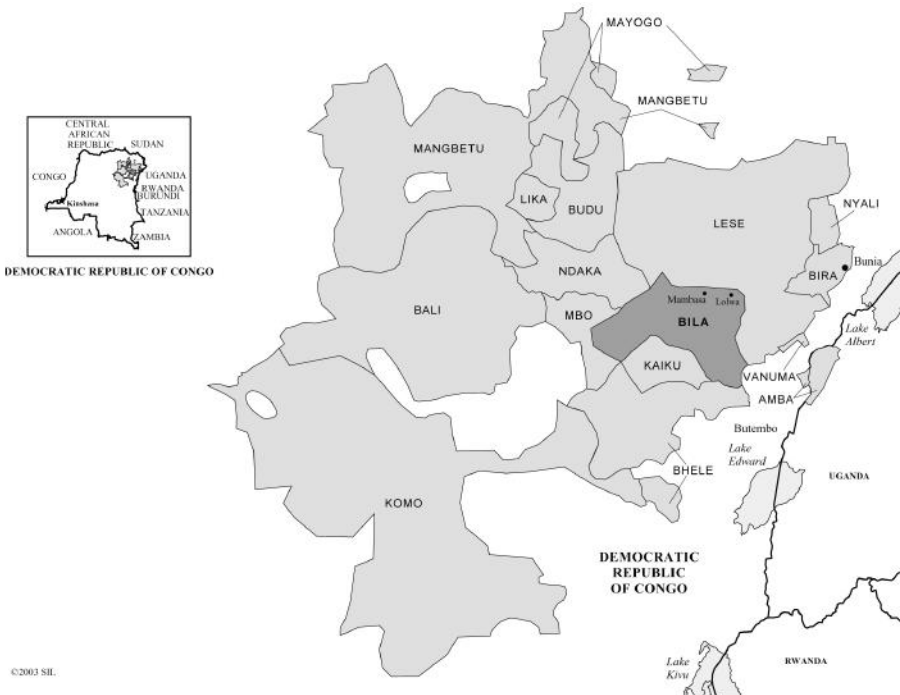 MAYOGO
MANGBETU
MANGBETU
LIKA
BUDU
LESE
NYALI
NDAKA
BIRA
Bunia
BALI
MBO
Mambasa
Lolwa
BILA
Lake
Albert
KAIKU
VANUMA
AMBA
Butembo
Lake
Edward
BHELE
UGANDA
KOMO
DEMOCRATIC
REPUBLIC
OF CONGO
Lake
Kivu
RWANDA
CENTRAL
AFRICAN
REPUBLIC
SUDAN
CONGO
UGANDA
RWANDA
BURUNDI
Kinshasa
TANZANIA
ANGOLA
ZAMBIA
DEMOCRATIC REPUBLIC OF CONGO
©2003 SIL